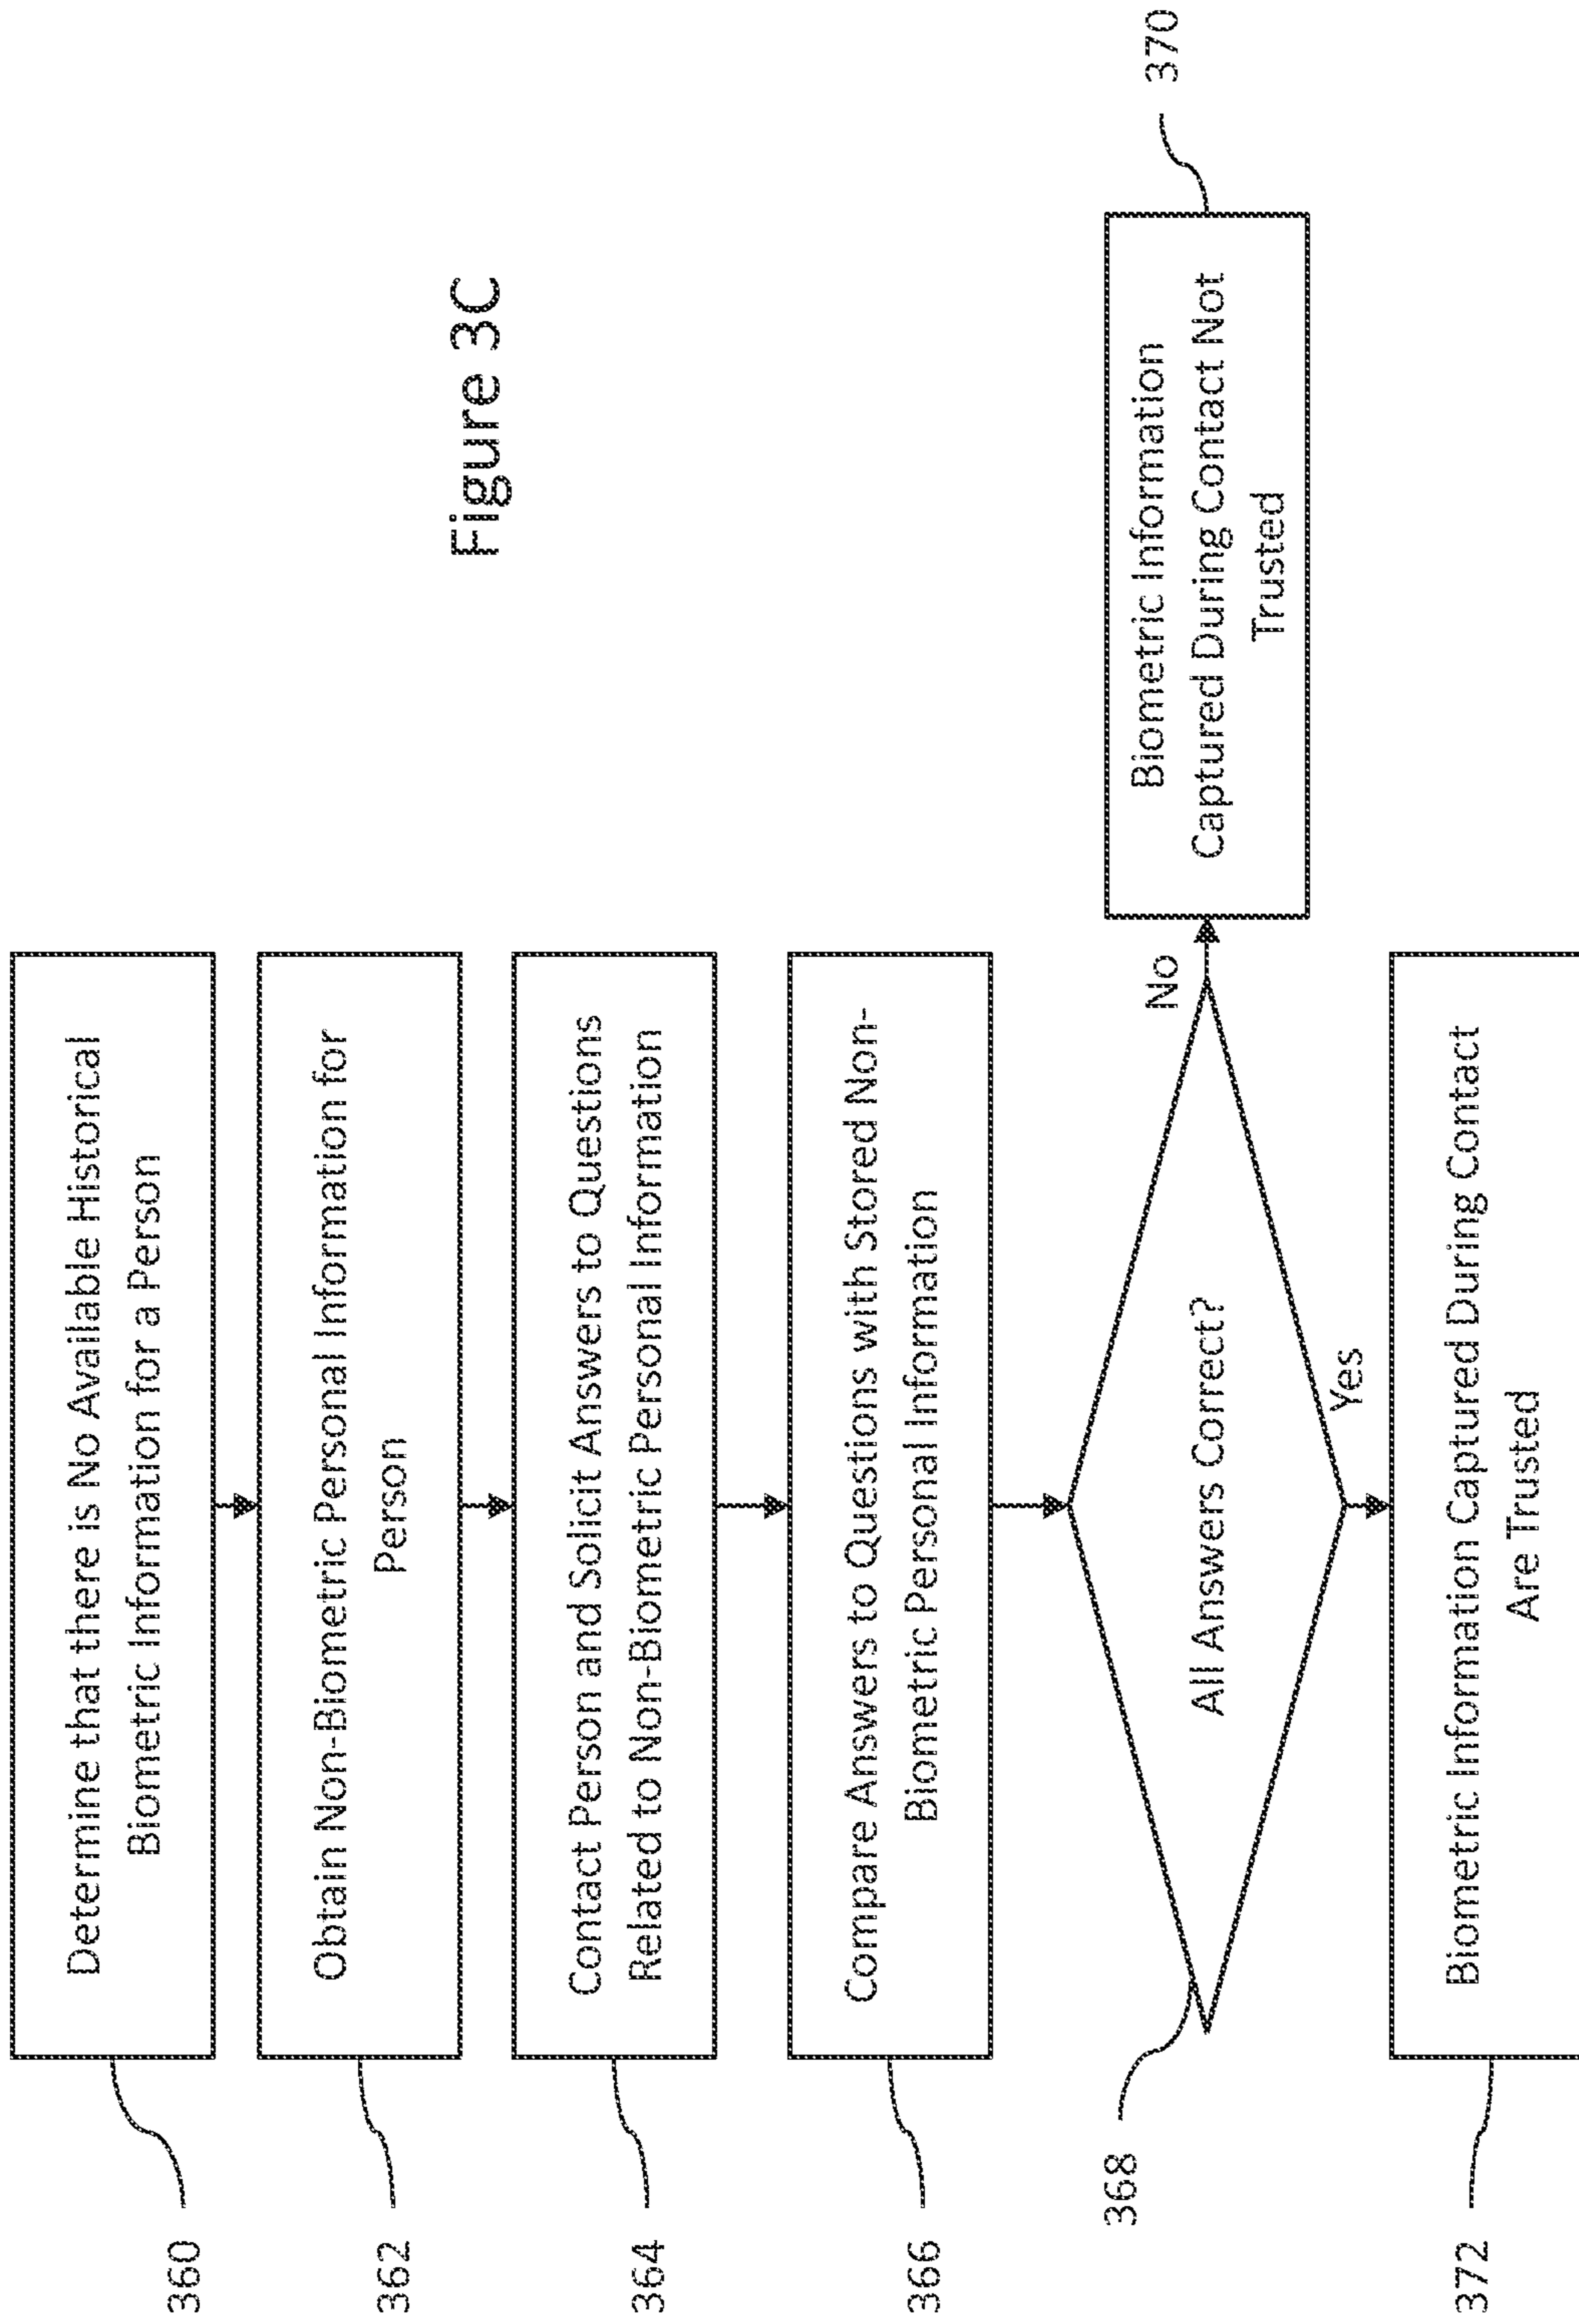 Figure 3C
360
Determine that there is No Available Historical
Biometric Information for a Person
362
Obtain Non-Biometric Personal Information for
Person
364
Contact Person and Solicit Answers to Questions
Related to Non-Biometric Personal Information
366
Compare Answers to Questions with Stored Non-
Biometric Personal Information
368
All Answers Correct?
No
Biometric Information
Captured During Contact Not
Trusted
370
Yes
372
Biometric Information Captured During Contact
Are Trusted